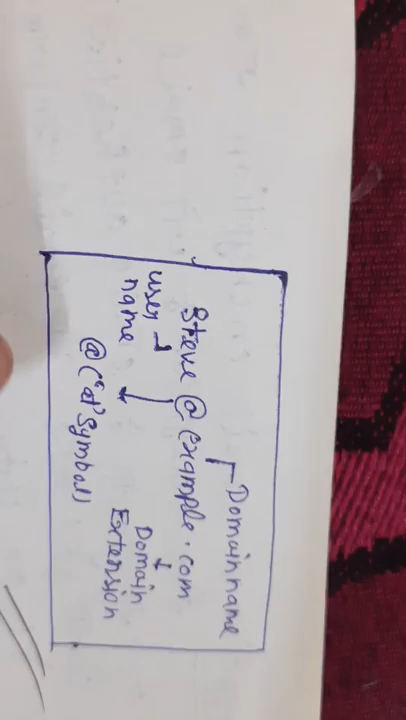 Domain name
Steve @ example.com
user
name
Domain
Extension
@("at" Symbol)